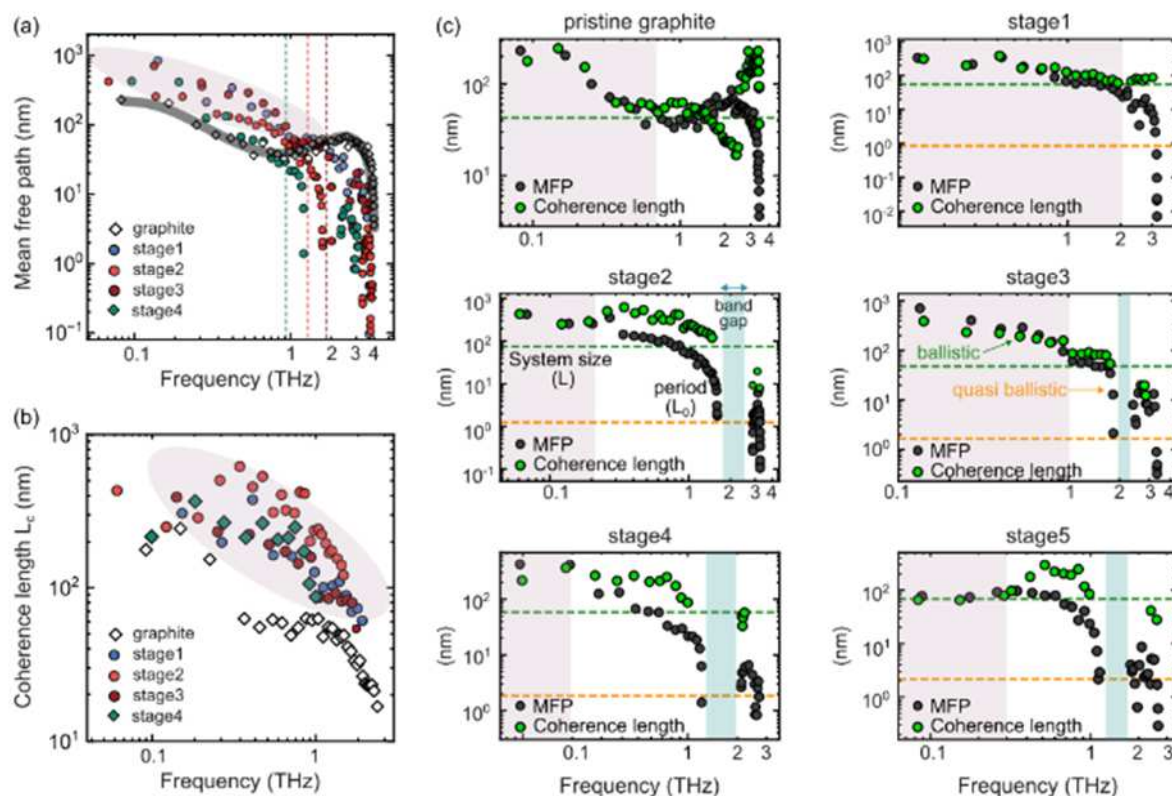 (a)
10³
10²
10¹
10⁰
10⁻¹
Mean free path (nm)
graphite
stage1
stage2
stage3
stage4
0.1 1 2 3 4
Frequency (THz)
(b)
10³
10²
10¹
Coherence length L_c (nm)
graphite
stage1
stage2
stage3
stage4
0.1 1
Frequency (THz)
(c)
pristine graphite
10²
10¹
(nm)
MFP
Coherence length
0.1 1 2 3 4
stage1
10³
10²
10¹
10⁰
10⁻¹
10⁻²
(nm)
MFP
Coherence length
1 2 3
stage2
10³
10²
10¹
10⁰
10⁻¹
(nm)
band
gap
System size
(L)
period
(L₀)
MFP
Coherence length
0.1 1 2 3 4
stage3
10³
10²
10¹
10⁰
(nm)
ballistic
quasi ballistic
MFP
Coherence length
0.1 1 2 3 4
stage4
10²
10¹
10⁰
(nm)
MFP
Coherence length
0.1 1 2 3
Frequency (THz)
stage5
10²
10¹
10⁰
(nm)
MFP
Coherence length
0.1 1 2 3
Frequency (THz)